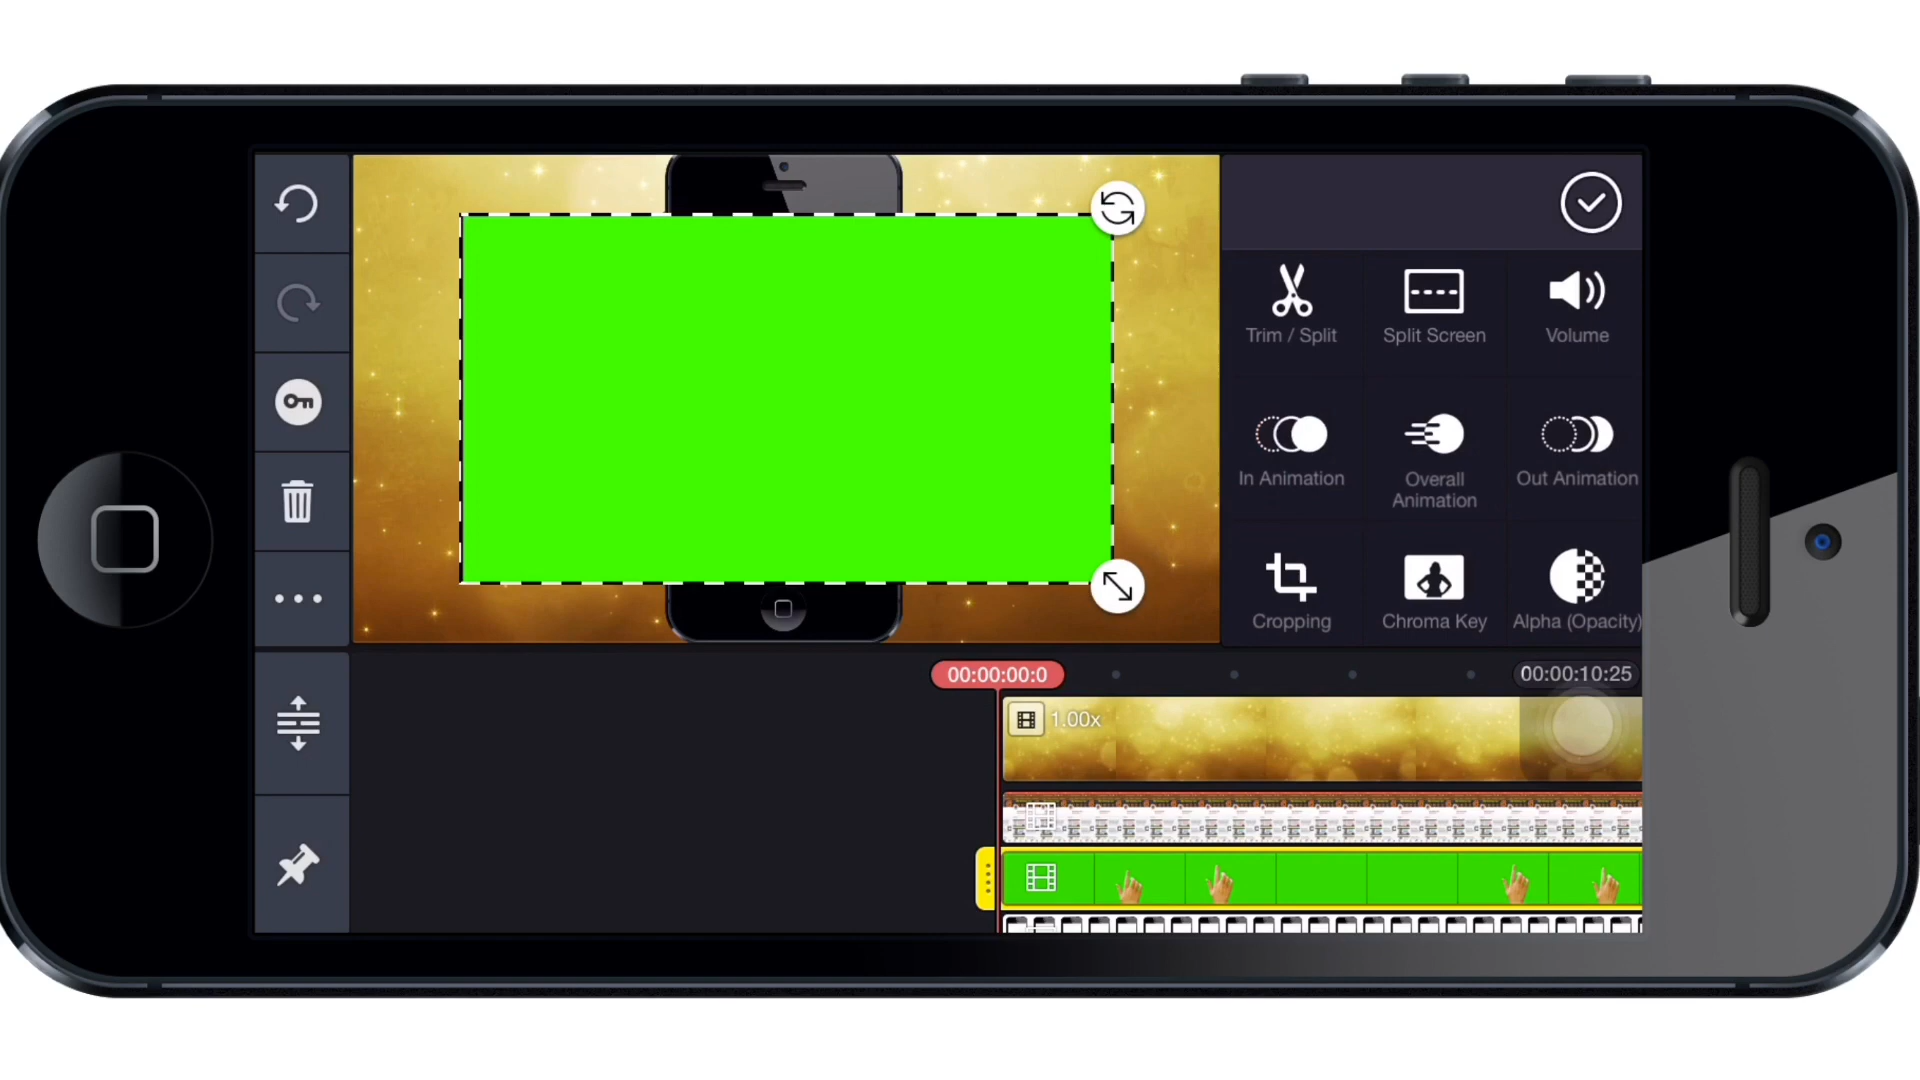 Trim / Split
Split Screen
Volume
In Animation
Overall
Animation
Out Animation
Cropping
Chroma Key
Alpha (Opacity)
00:00:00:0
00:00:10:25
1.00x